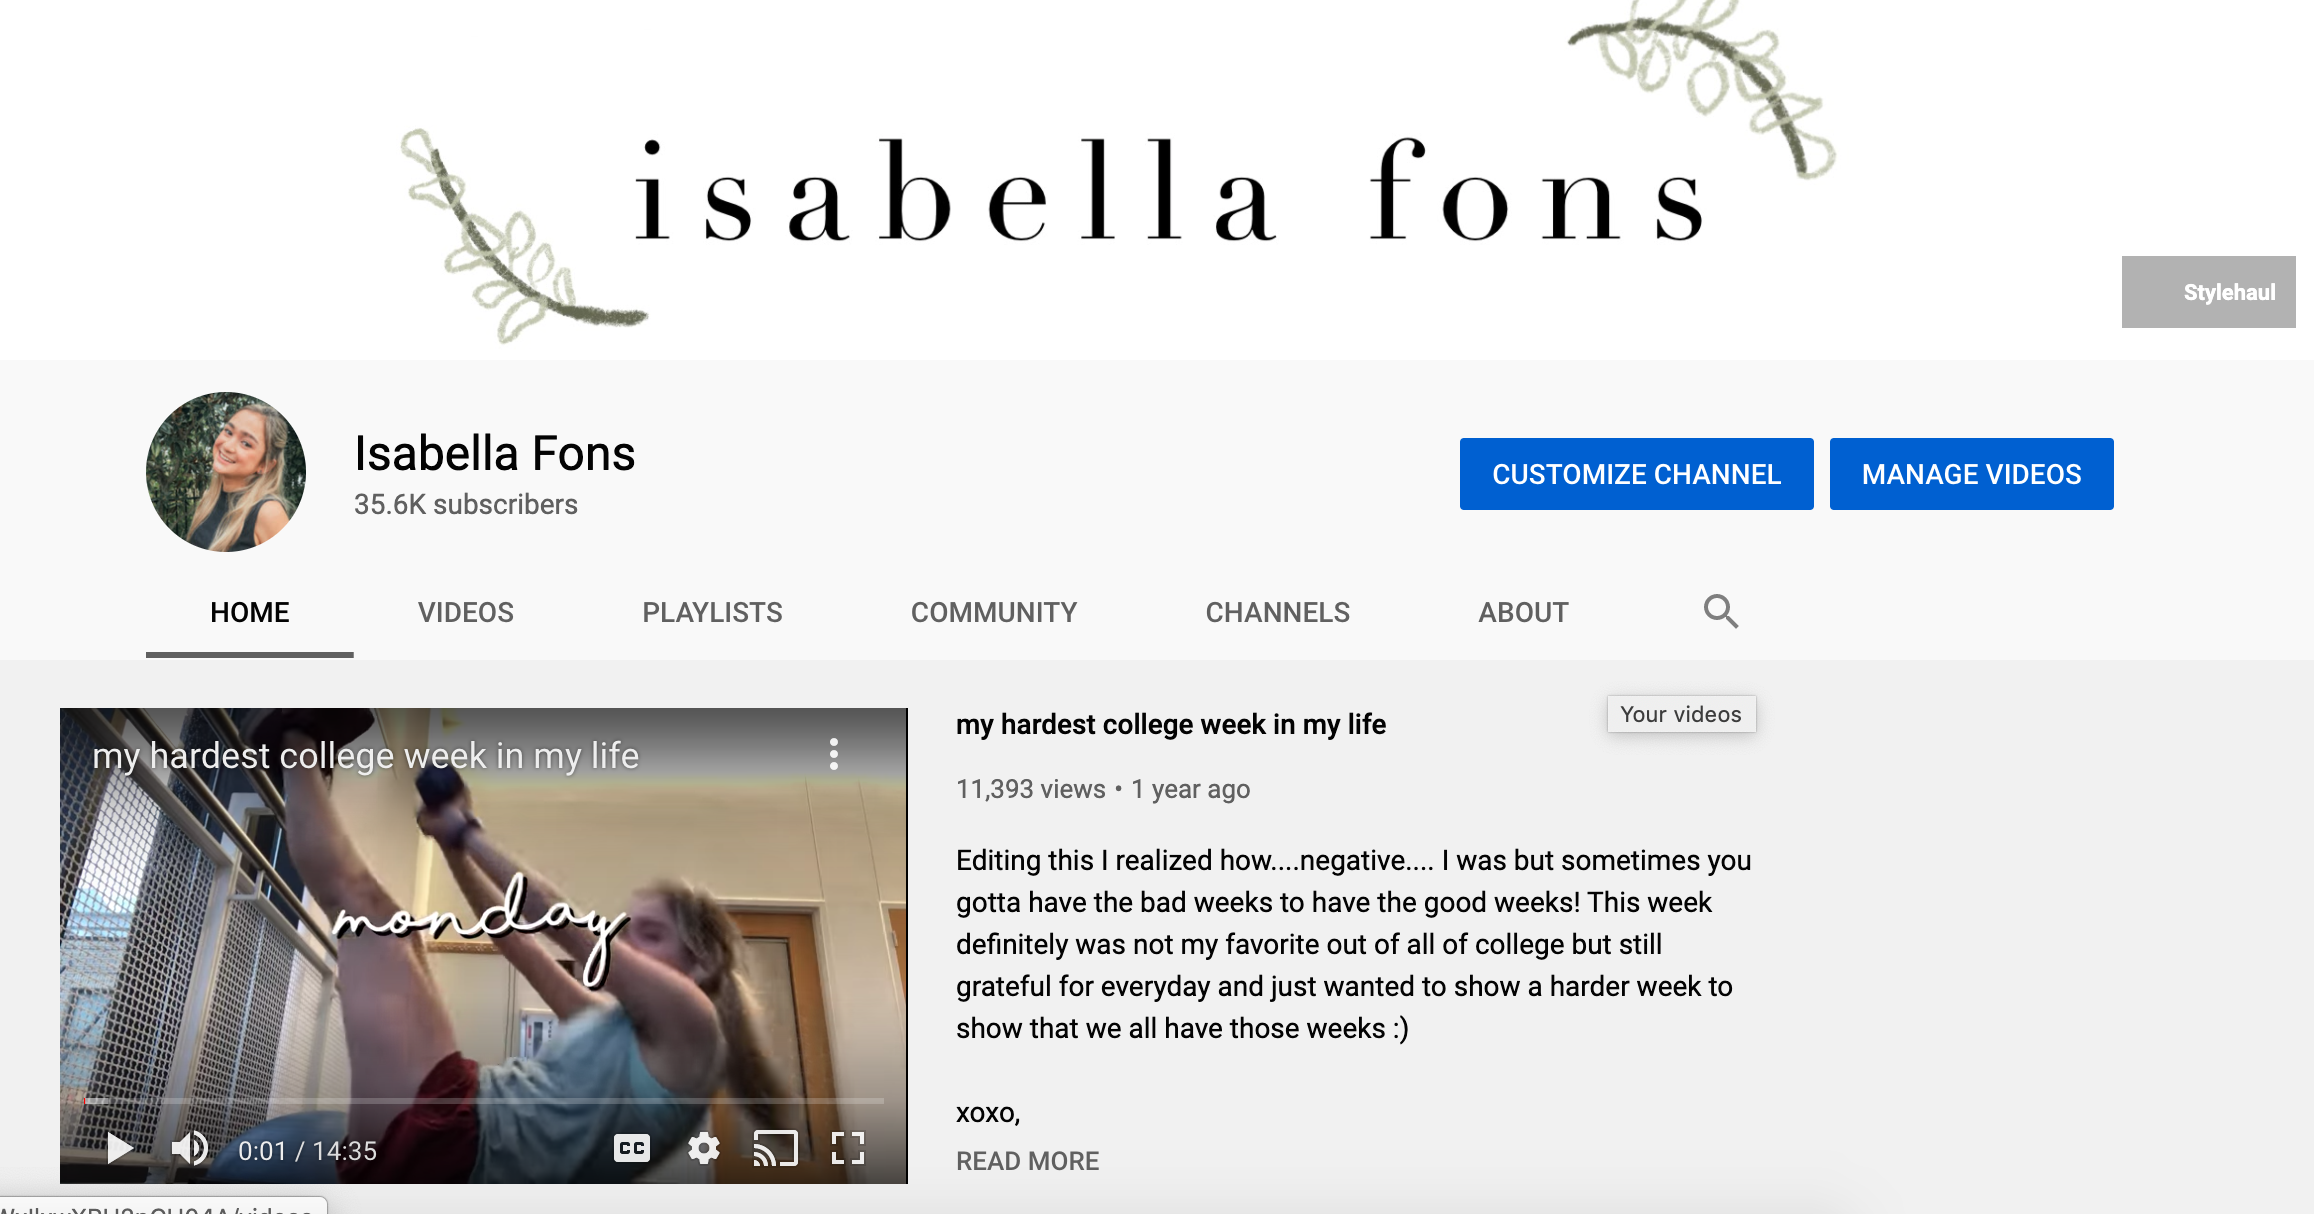 isabella fons
Stylehaul
Isabella Fons
35.6K subscribers
CUSTOMIZE CHANNEL
MANAGE VIDEOS
HOME
VIDEOS
PLAYLISTS
COMMUNITY
CHANNELS
ABOUT
my hardest college week in my life
monday
0:01 / 14:35
CC
my hardest college week in my life
Your videos
11,393 views • 1 year ago
Editing this I realized how....negative.... I was but sometimes you
gotta have the bad weeks to have the good weeks! This week
definitely was not my favorite out of all of college but still
grateful for everyday and just wanted to show a harder week to
show that we all have those weeks :)
xoxo,
READ MORE